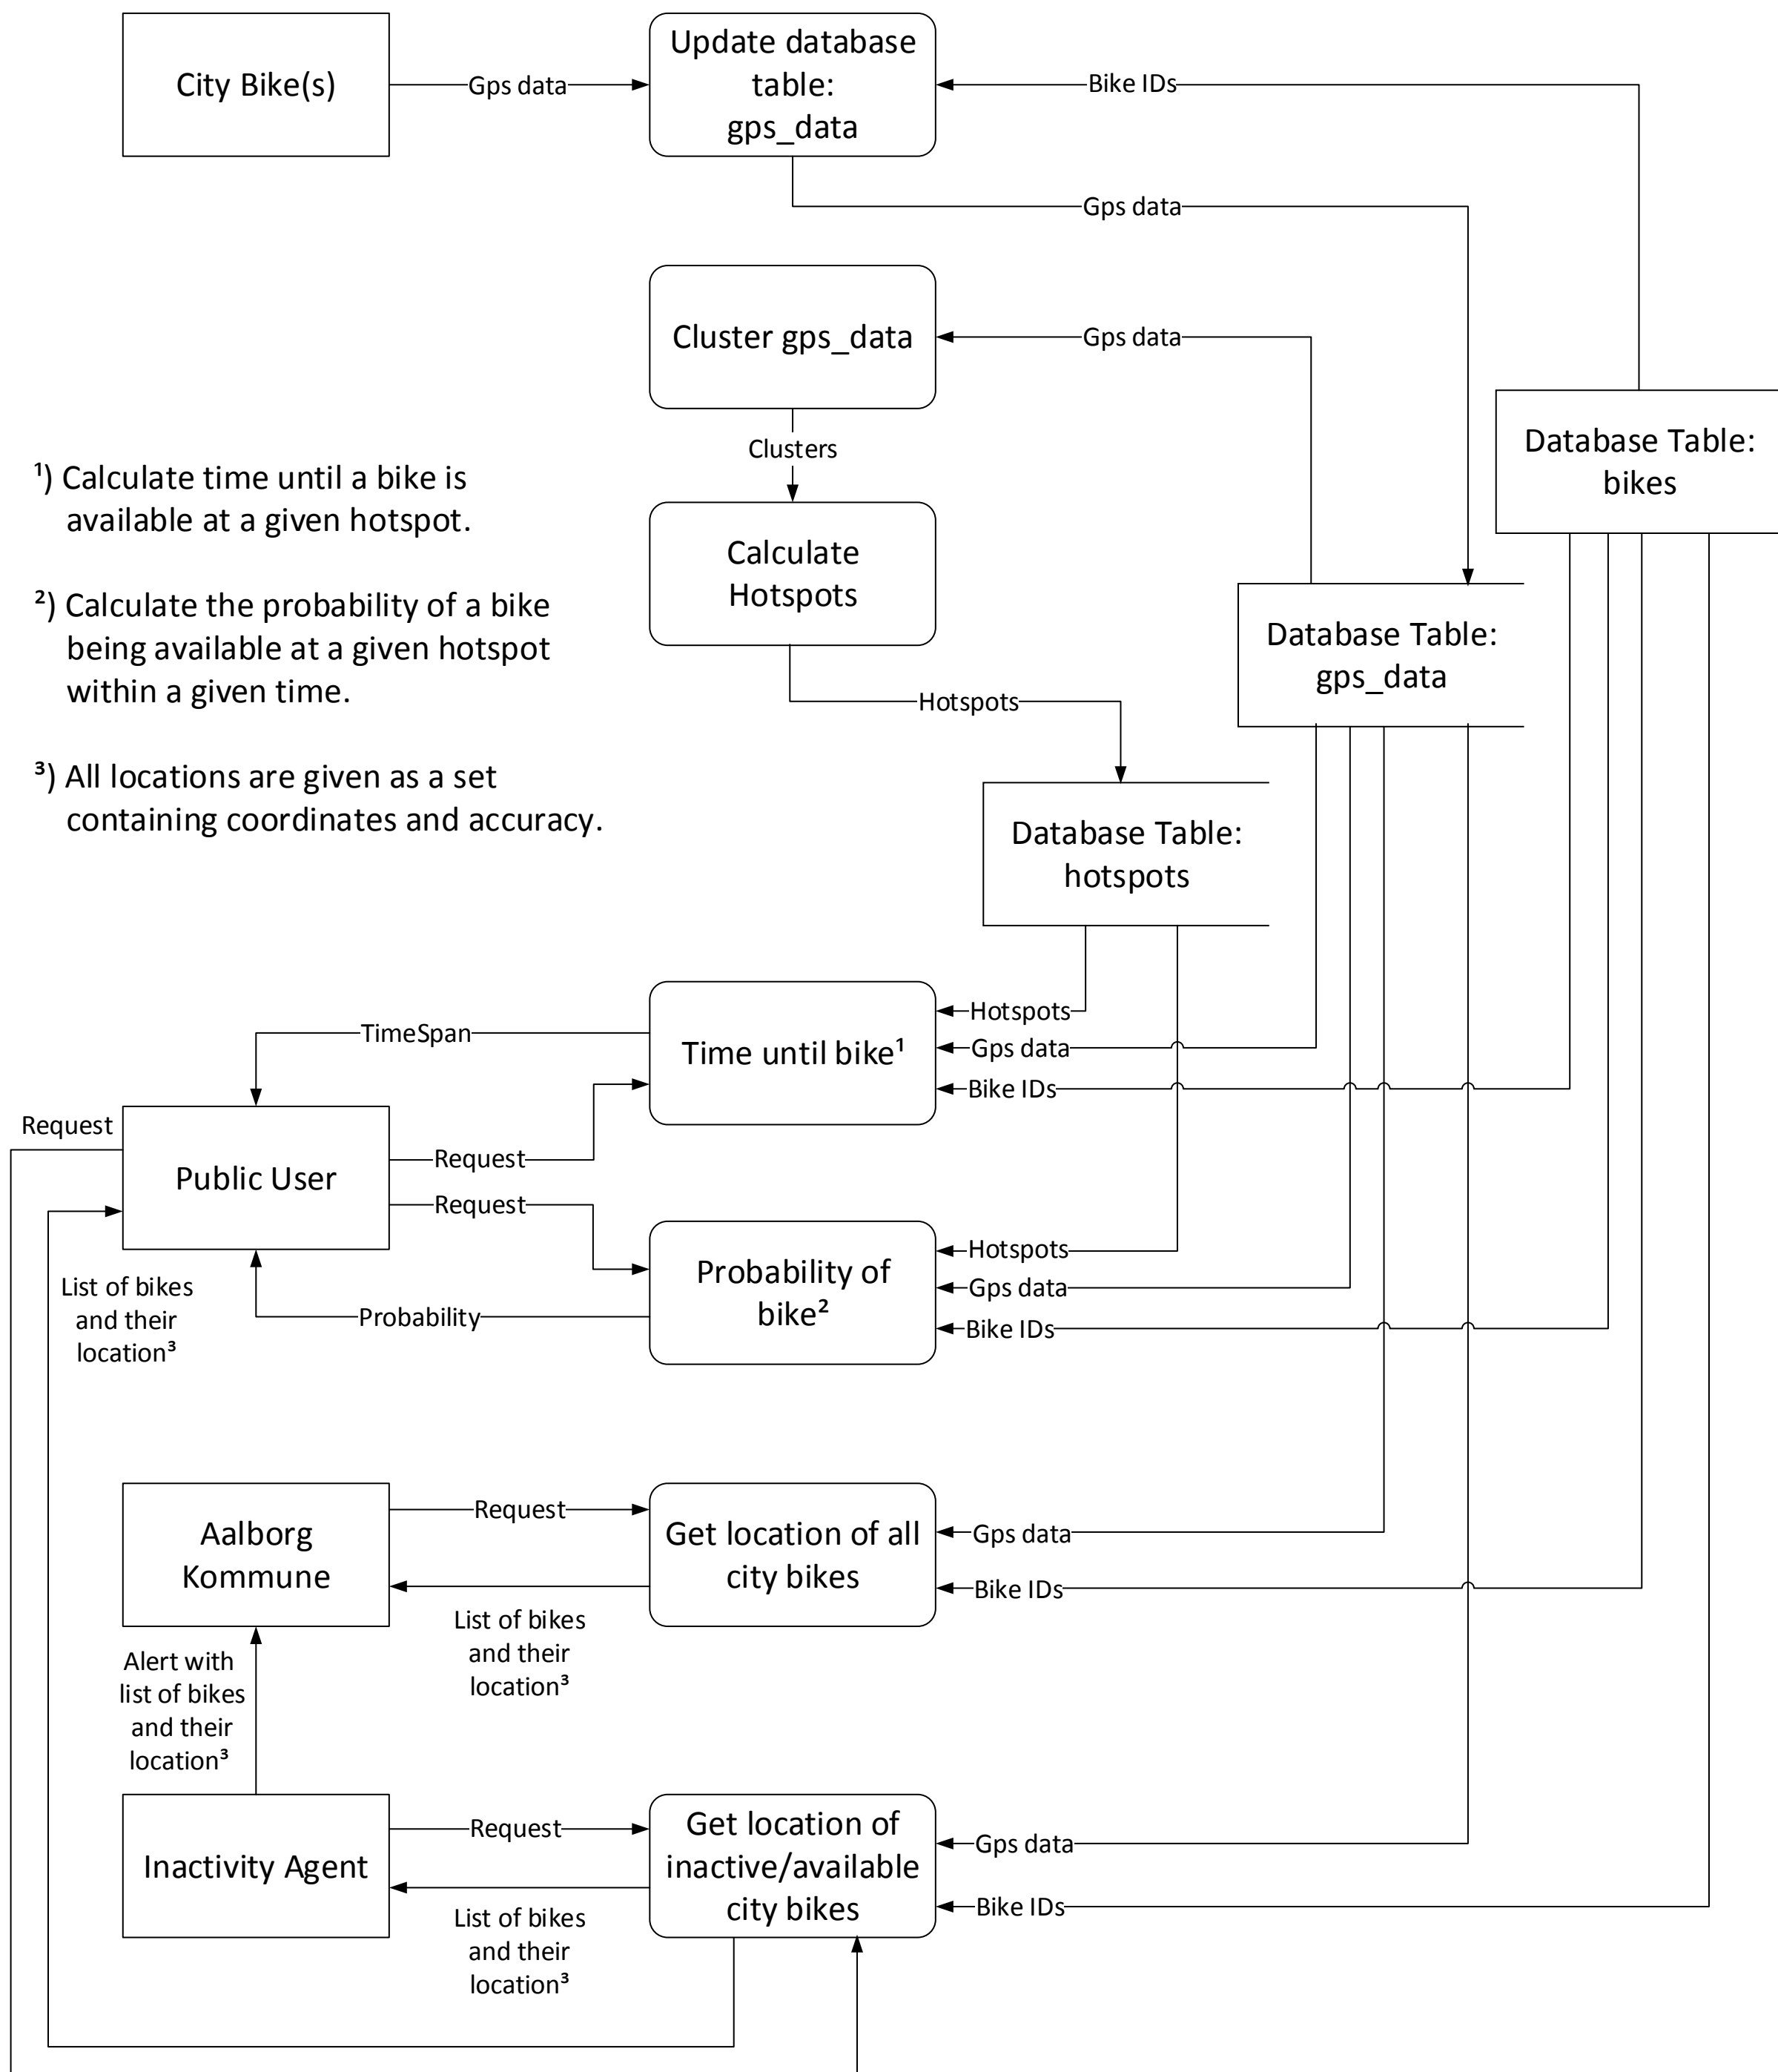 City Bike(s)
Gps data
Update database
table:
gps_data
Bike IDs
Gps data
Cluster gps_data
Gps data
Clusters
Database Table:
bikes
¹) Calculate time until a bike is
available at a given hotspot.
²) Calculate the probability of a bike
being available at a given hotspot
within a given time.
³) All locations are given as a set
containing coordinates and accuracy.
Calculate
Hotspots
Database Table:
gps_data
Hotspots
Database Table:
hotspots
TimeSpan
Time until bike¹
Hotspots
Gps data
Bike IDs
Request
Public User
Request
Request
List of bikes
and their
location³
Probability
Probability of
bike²
Hotspots
Gps data
Bike IDs
Aalborg
Kommune
Request
Get location of all
city bikes
Gps data
Bike IDs
List of bikes
and their
location³
Alert with
list of bikes
and their
location³
Inactivity Agent
Request
Get location of
inactive/available
city bikes
Gps data
Bike IDs
List of bikes
and their
location³